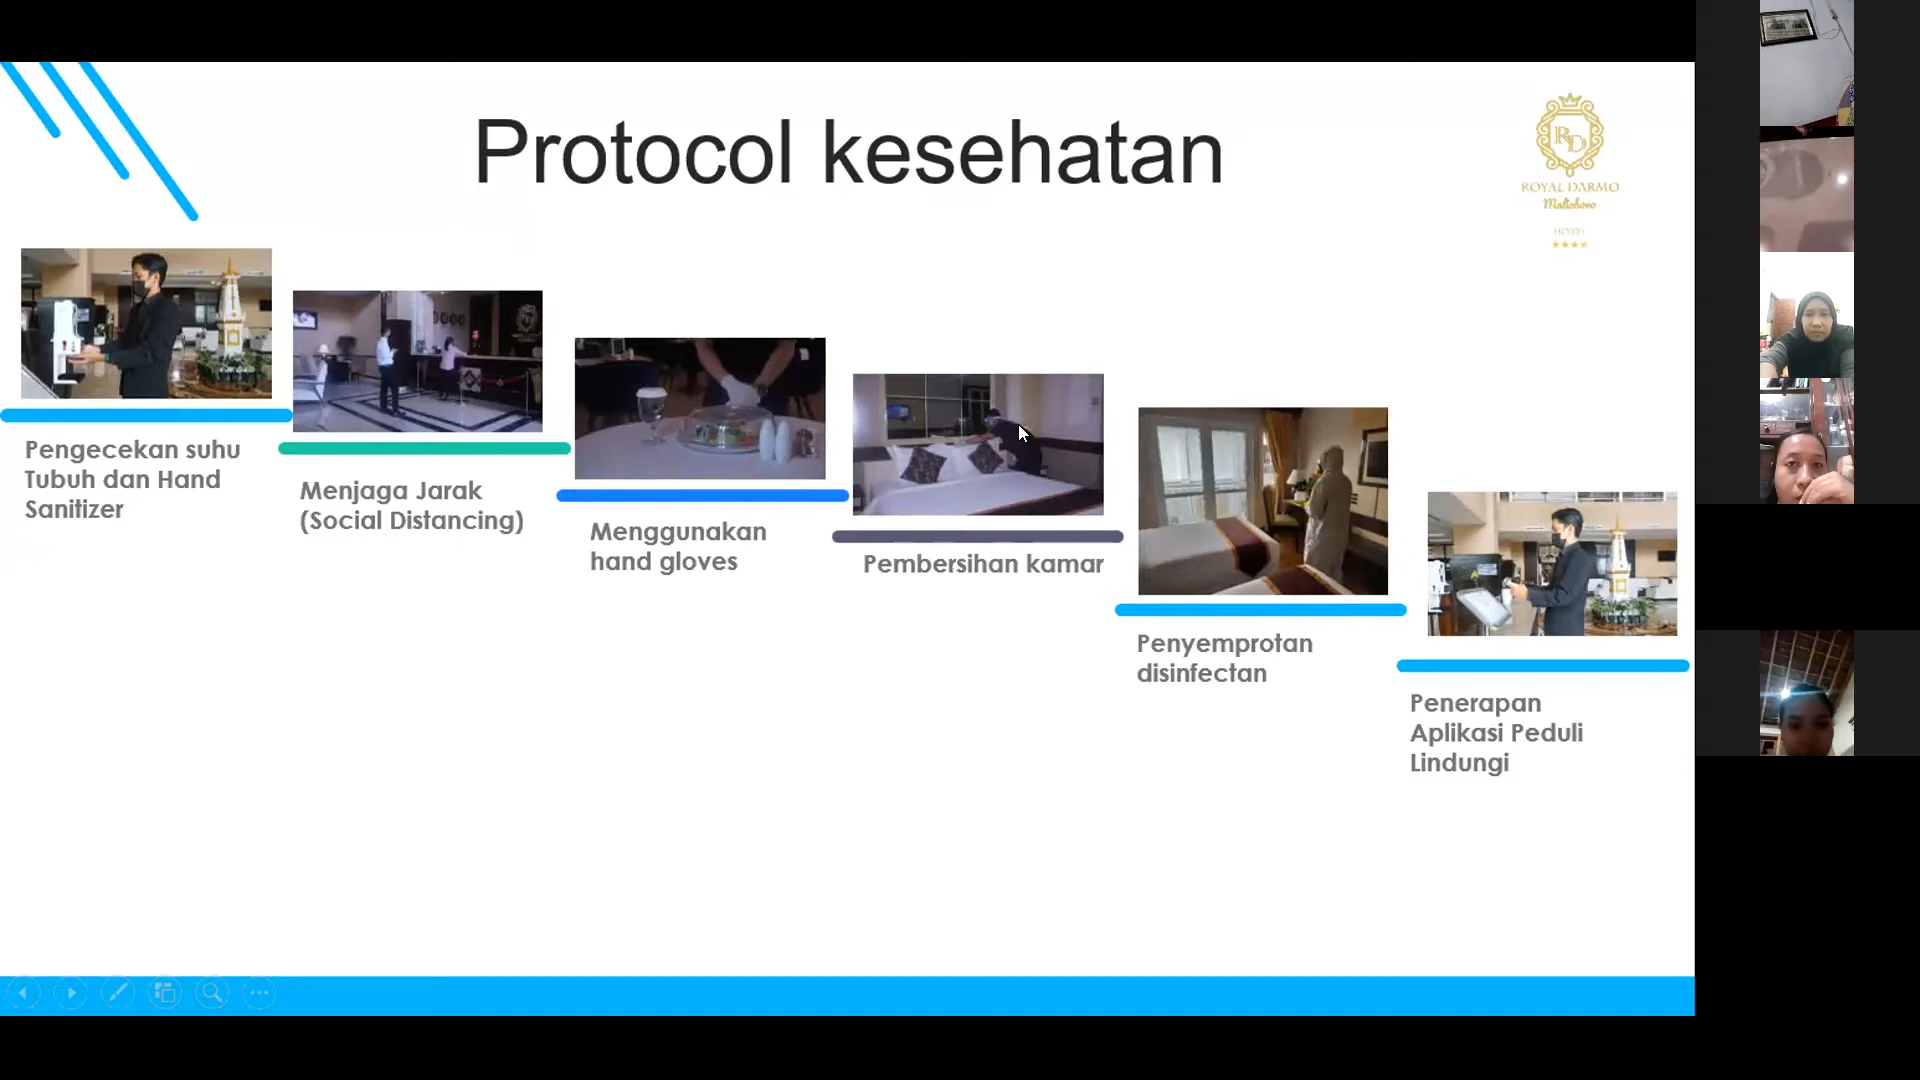 Protocol kesehatan
RD
ROYAL DARMO
Malioboro
HOTEL
Pengecekan suhu
Tubuh dan Hand
Sanitizer
Menjaga Jarak
(Social Distancing)
Menggunakan
hand gloves
Pembersihan kamar
Penyemprotan
disinfectan
Penerapan
Aplikasi Peduli
Lindungi